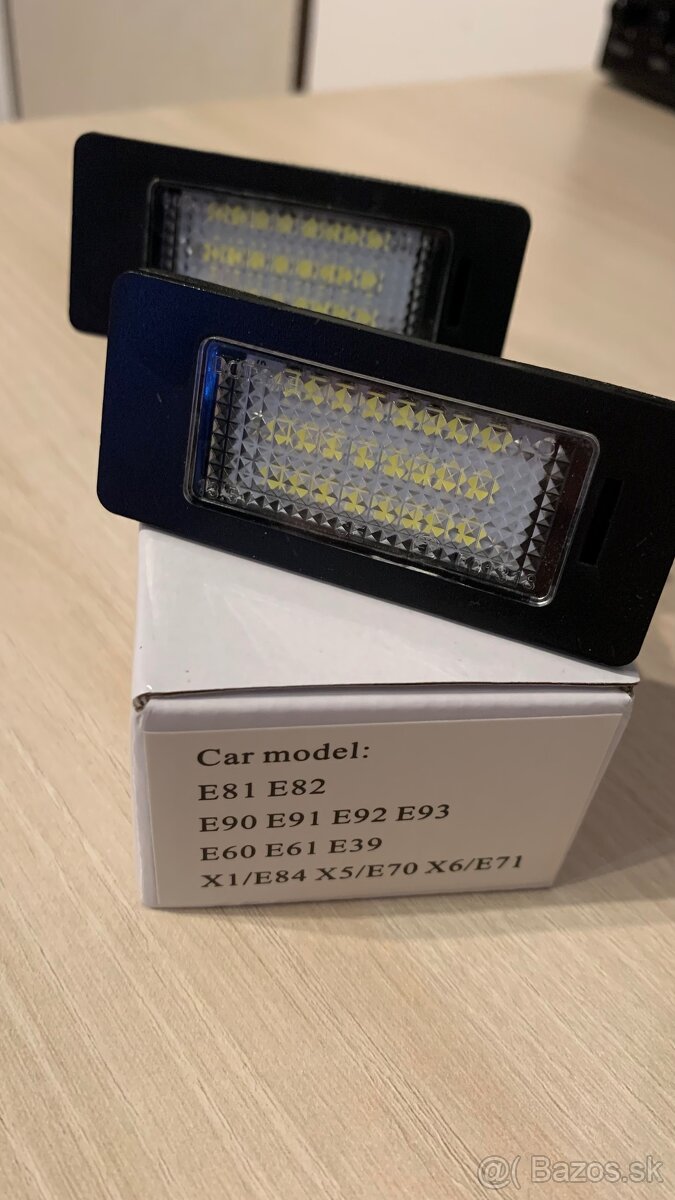 Car model:
E81 E82
E90 E91 E92 E93
E60 E61 E39
X1/E84 X5/E70 X6/E71
@( Bazos.sk